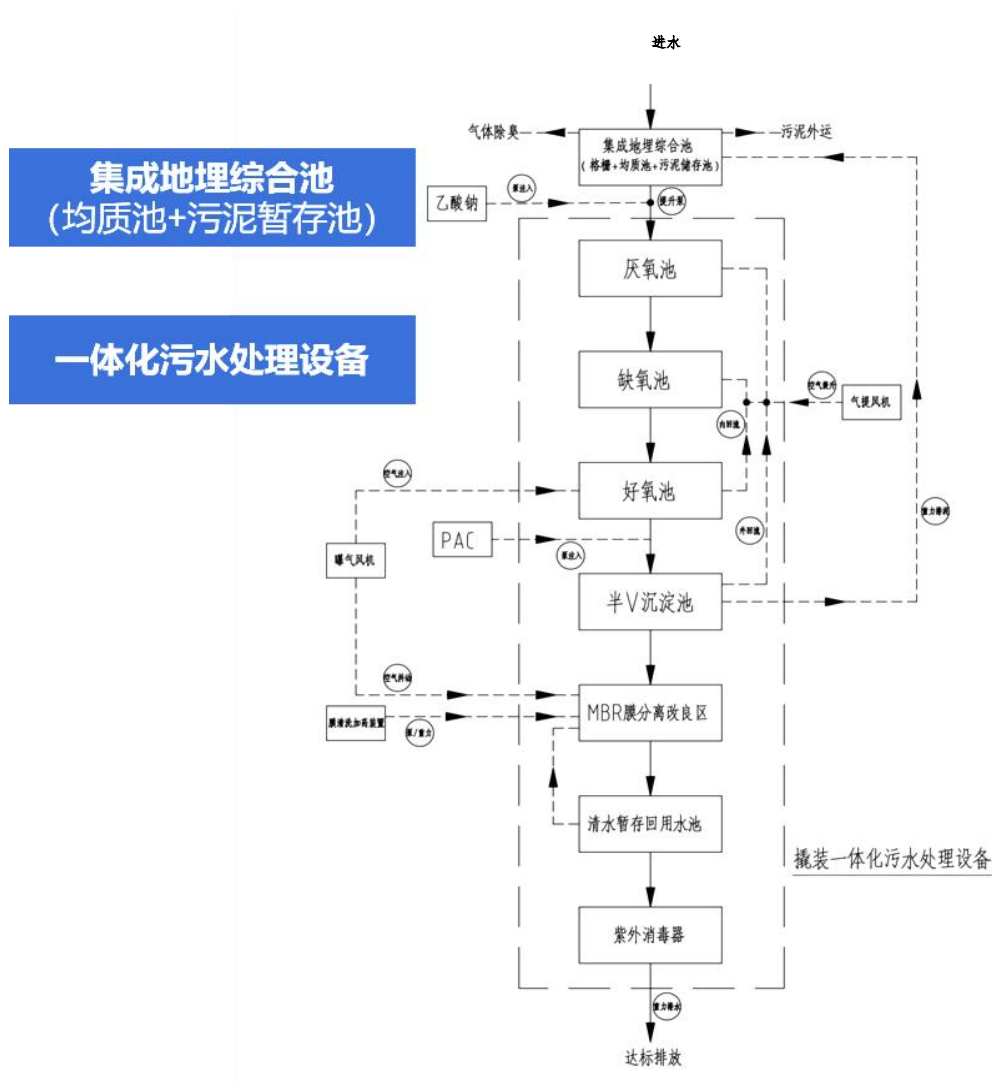 进水
气体除臭
污泥外运
集成地埋综合池
(格栅+均质池+污泥储存池)
集成地埋综合池
(均质池+污泥暂存池)
泵注入
乙酸钠
提升泵
厌氧池
一体化污水处理设备
缺氧池
空气提升
气提风机
内回流
空气注入
好氧池
重力排泥
PAC
外回流
泵注入
曝气风机
半V沉淀池
空气抖动
MBR膜分离改良区
膜清洗加药装置
泵/重力
清水暂存回用水池
撬装一体化污水处理设备
紫外消毒器
重力排水
达标排放